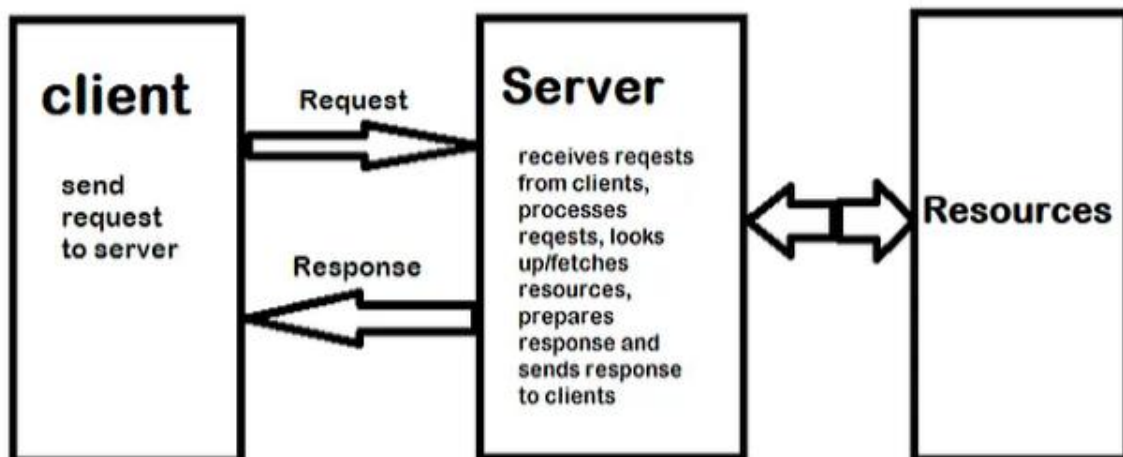 client
send
request
to server
Request
Response
Server
receives reqests
from clients,
processes
reqests, looks
up/fetches
resources,
prepares
response and
sends response
to clients
Resources